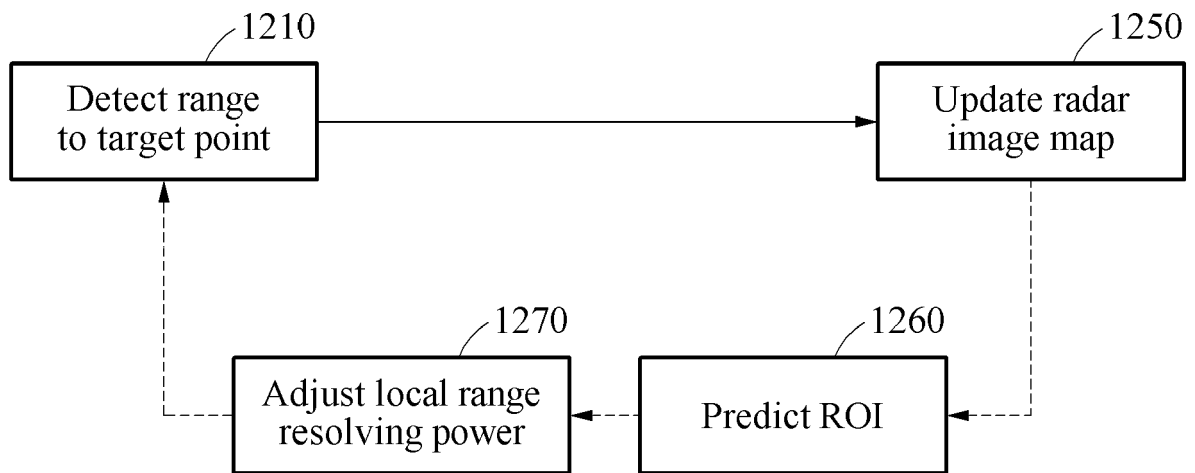 1210
Detect range
to target point
1250
Update radar
image map
1270
Adjust local range
resolving power
1260
Predict ROI